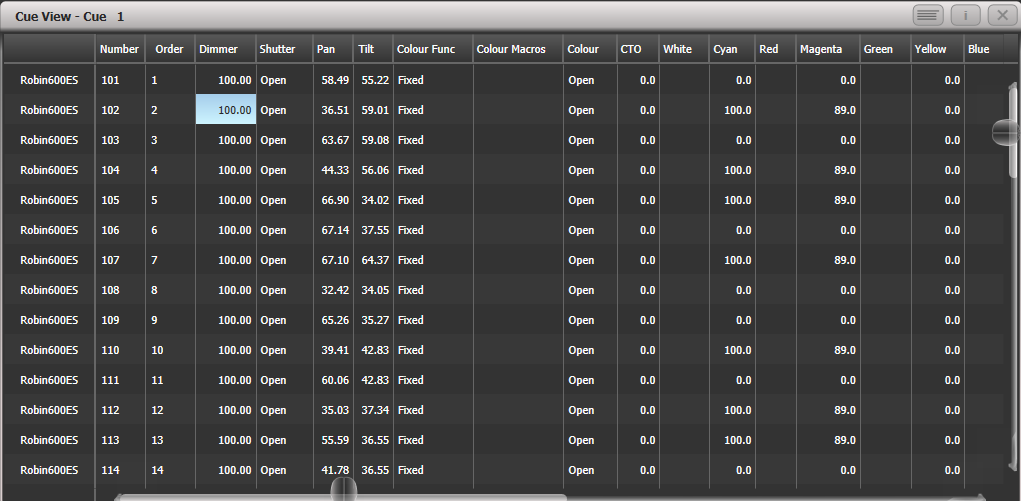 Cue View - Cue 1
Number Order Dimmer Shutter Pan Tilt Colour Func Colour Macros Colour CTO White Cyan Red Magenta Green Yellow Blue
Robin600ES 101 1 100.00 Open 58.49 55.22 Fixed Open 0.0 0.0 0.0 0.0
Robin600ES 102 2 100.00 Open 36.51 59.01 Fixed Open 0.0 100.0 89.0 0.0
Robin600ES 103 3 100.00 Open 63.67 59.08 Fixed Open 0.0 0.0 0.0 0.0
Robin600ES 104 4 100.00 Open 44.33 56.06 Fixed Open 0.0 100.0 89.0 0.0
Robin600ES 105 5 100.00 Open 66.90 34.02 Fixed Open 0.0 100.0 89.0 0.0
Robin600ES 106 6 100.00 Open 67.14 37.55 Fixed Open 0.0 0.0 0.0 0.0
Robin600ES 107 7 100.00 Open 67.10 64.37 Fixed Open 0.0 100.0 89.0 0.0
Robin600ES 108 8 100.00 Open 32.42 34.05 Fixed Open 0.0 0.0 0.0 0.0
Robin600ES 109 9 100.00 Open 65.26 35.27 Fixed Open 0.0 0.0 0.0 0.0
Robin600ES 110 10 100.00 Open 39.41 42.83 Fixed Open 0.0 100.0 89.0 0.0
Robin600ES 111 11 100.00 Open 60.06 42.83 Fixed Open 0.0 0.0 0.0 0.0
Robin600ES 112 12 100.00 Open 35.03 37.34 Fixed Open 0.0 100.0 89.0 0.0
Robin600ES 113 13 100.00 Open 55.59 36.55 Fixed Open 0.0 100.0 89.0 0.0
Robin600ES 114 14 100.00 Open 41.78 36.55 Fixed Open 0.0 0.0 0.0 0.0